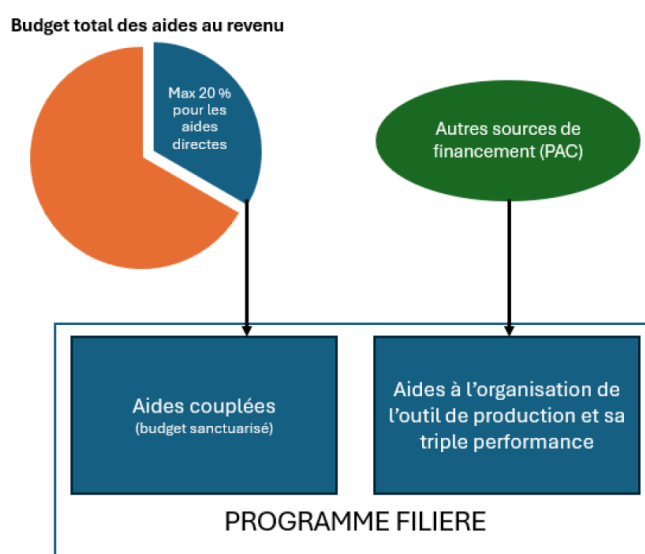 Budget total des aides au revenu
Max 20 %
pour les
aides
directes
Autres sources de
financement (PAC)
Aides couplées
(budget sanctuarisé)
Aides à l’organisation de
l’outil de production et sa
triple performance
PROGRAMME FILIERE